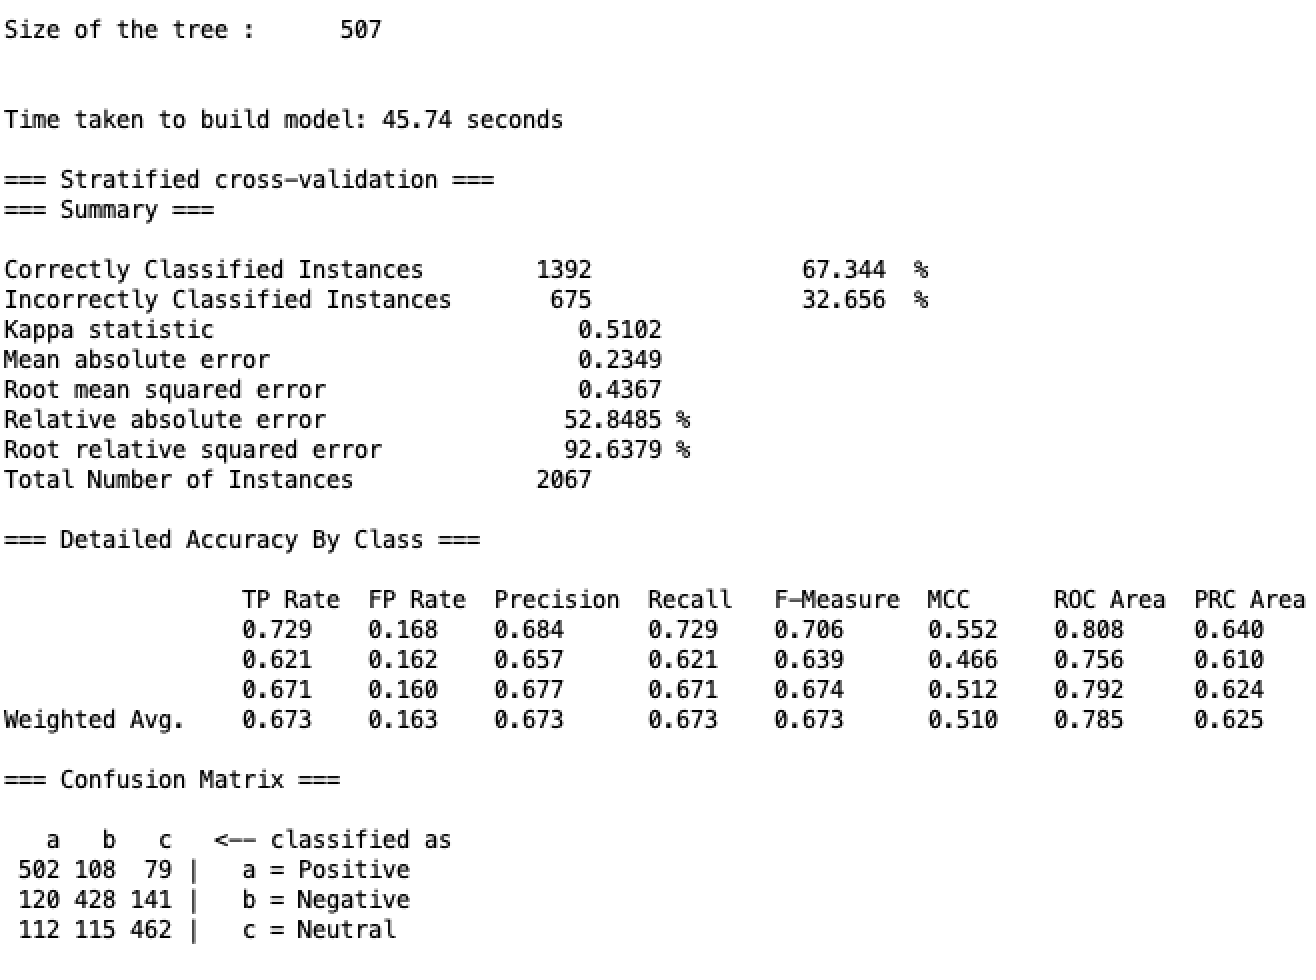 Size of the tree : 507
Time taken to build model: 45.74 seconds
=== Stratified cross-validation ===
=== Summary ===
Correctly Classified Instances 1392 67.344 %
Incorrectly Classified Instances 675 32.656 %
Kappa statistic 0.5102
Mean absolute error 0.2349
Root mean squared error 0.4367
Relative absolute error 52.8485 %
Root relative squared error 92.6379 %
Total Number of Instances 2067
=== Detailed Accuracy By Class ===
TP Rate FP Rate Precision Recall F-Measure MCC ROC Area PRC Area
0.729 0.168 0.684 0.729 0.706 0.552 0.808 0.640
0.621 0.162 0.657 0.621 0.639 0.466 0.756 0.610
0.671 0.160 0.677 0.671 0.674 0.512 0.792 0.624
Weighted Avg. 0.673 0.163 0.673 0.673 0.673 0.510 0.785 0.625
=== Confusion Matrix ===
a b c <-- classified as
502 108 79 | a = Positive
120 428 141 | b = Negative
112 115 462 | c = Neutral